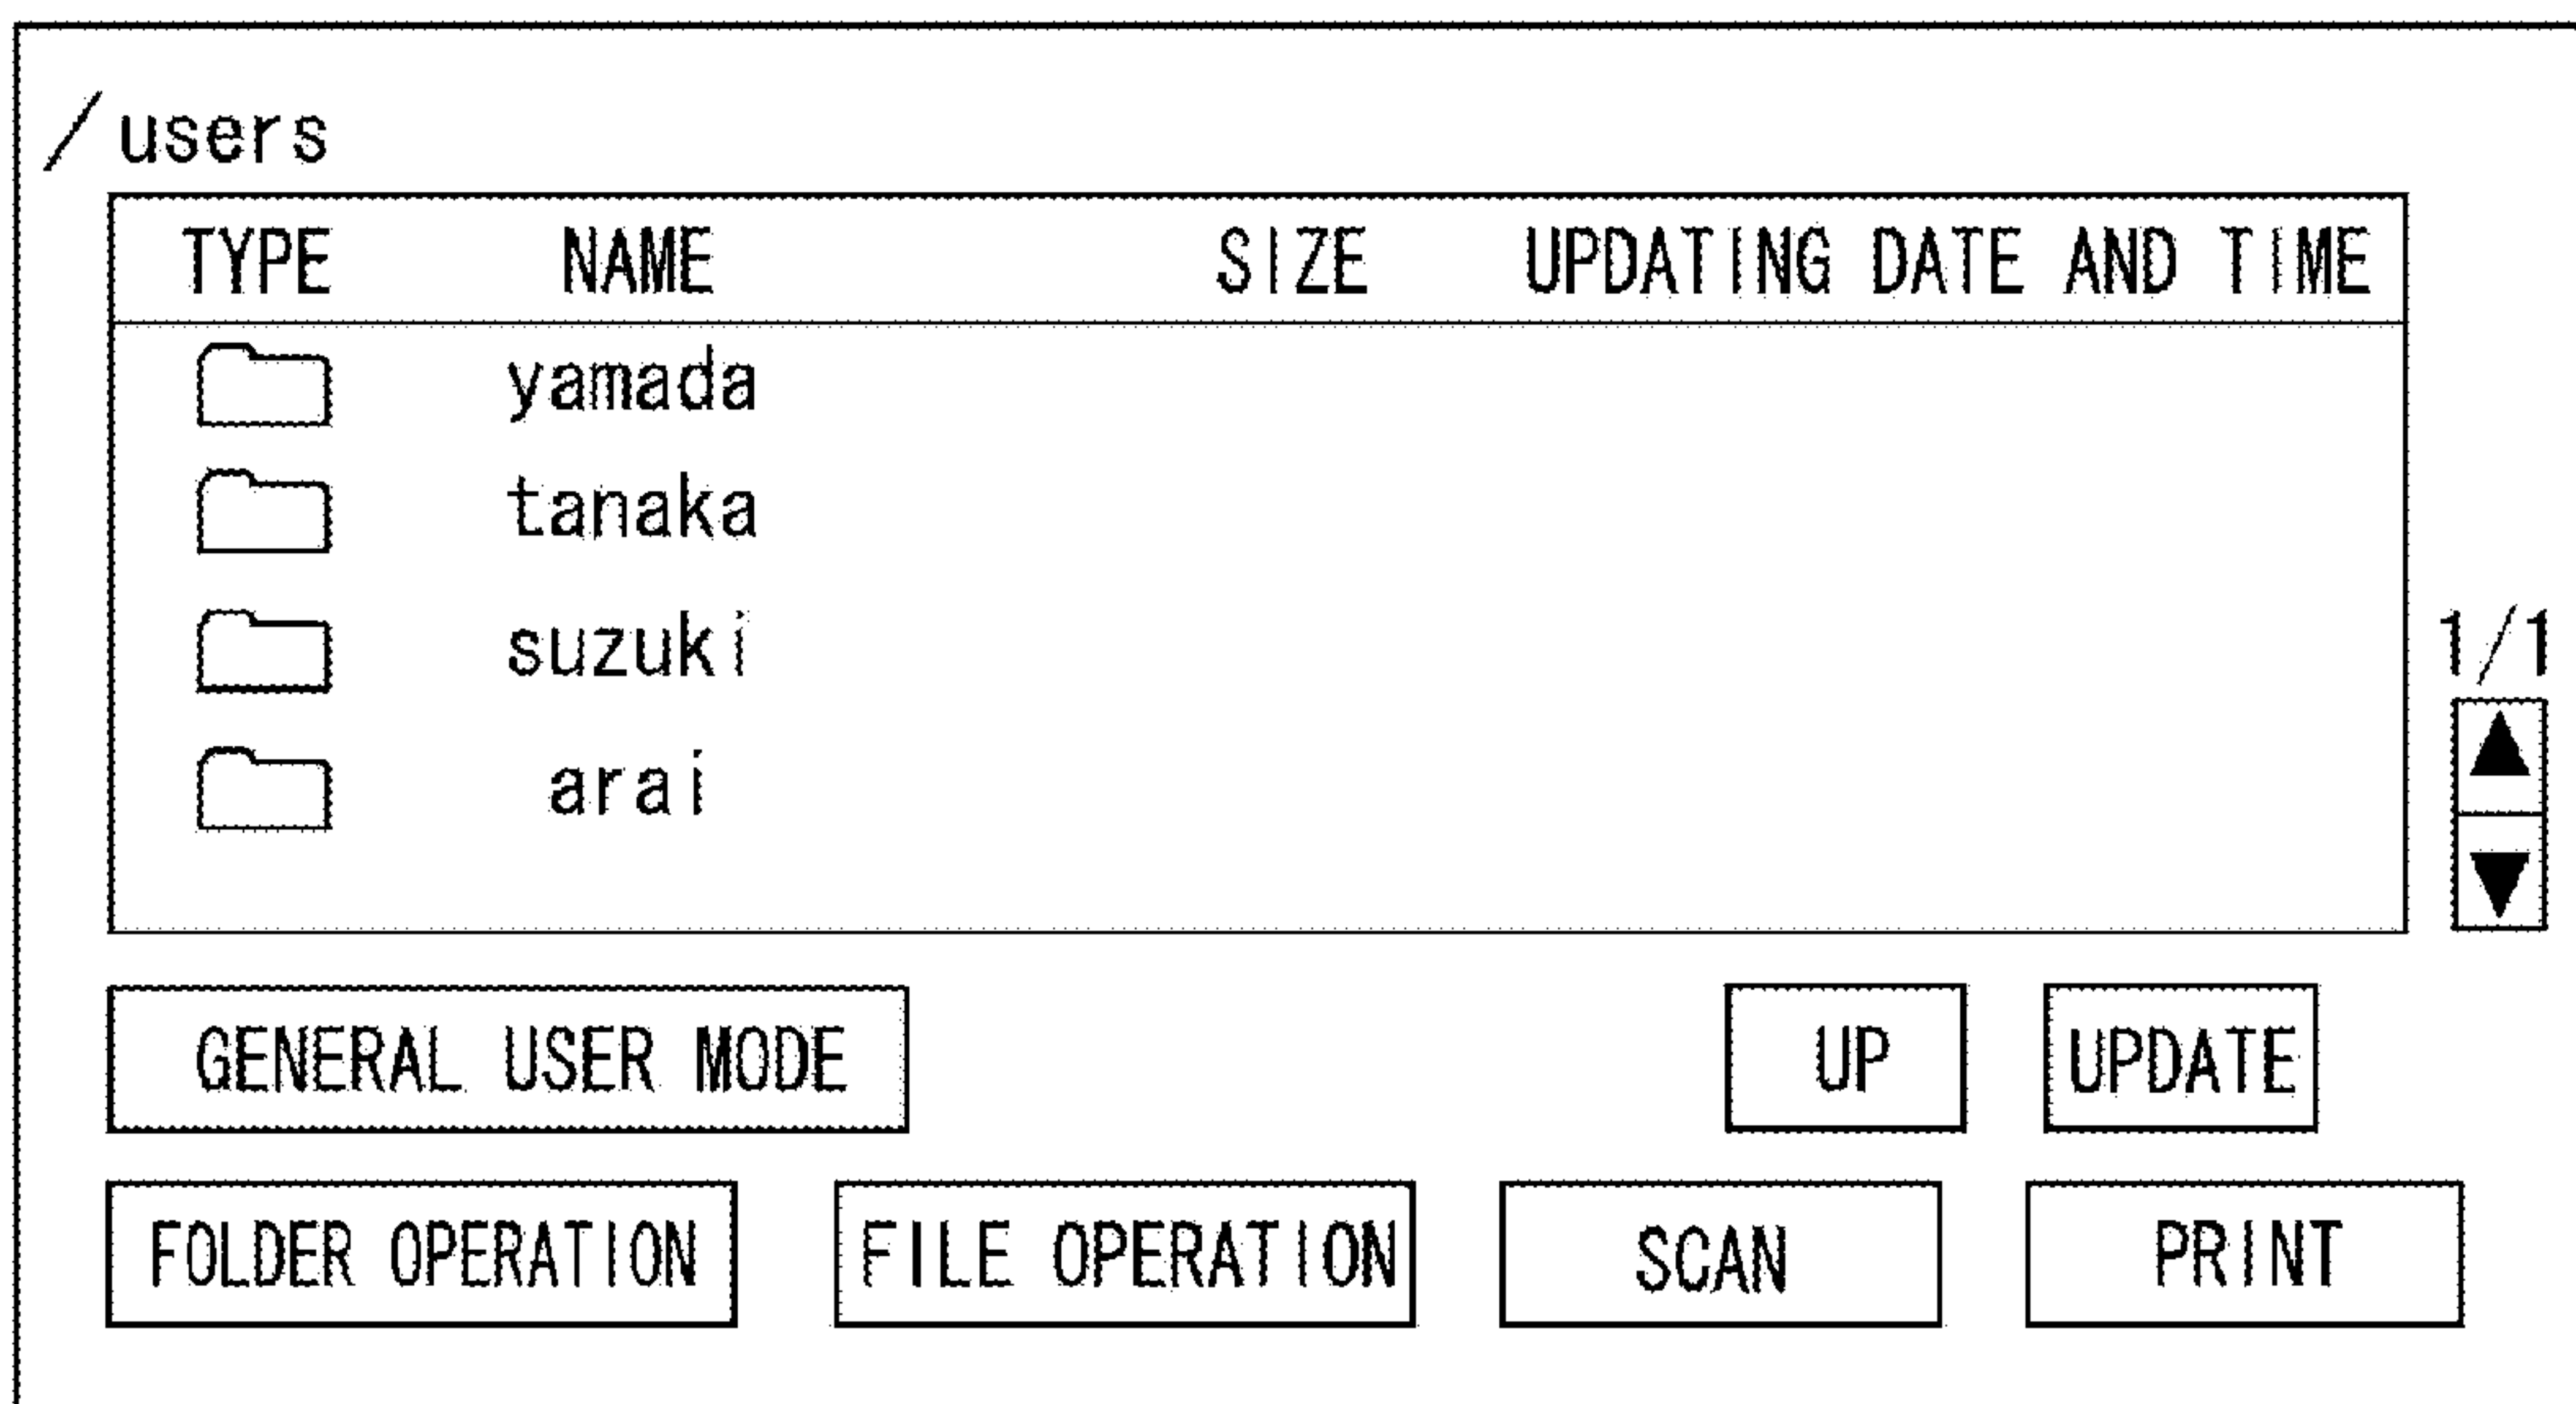 /users
TYPE NAME SIZE UPDATING DATE AND TIME
yamada
tanaka
suzuki
arai
1/1
GENERAL USER MODE UP UPDATE
FOLDER OPERATION FILE OPERATION SCAN PRINT